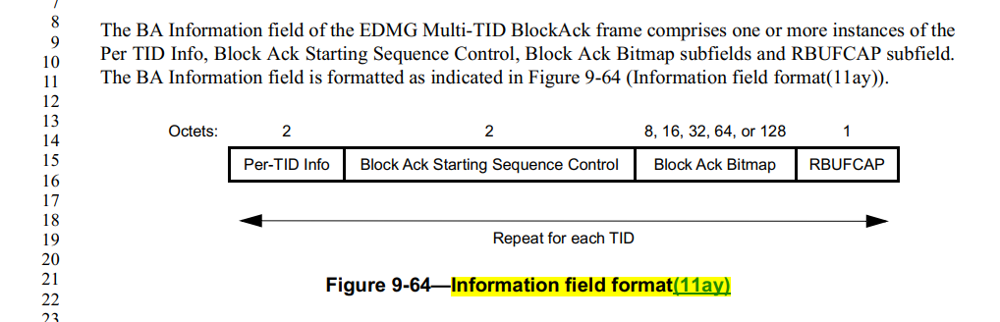 7
8
The BA Information field of the EDMG Multi-TID BlockAck frame comprises one or more instances of the
9
Per TID Info, Block Ack Starting Sequence Control, Block Ack Bitmap subfields and RBUFCAP subfield.
10
11
The BA Information field is formatted as indicated in Figure 9-64 (Information field format(11ay)).
12
13
Octets: 2 2 8, 16, 32, 64, or 128 1
14
15
Per-TID Info Block Ack Starting Sequence Control Block Ack Bitmap RBUFCAP
16
17
18
19
Repeat for each TID
20
21
Figure 9-64—Information field format(11ay)
22
23